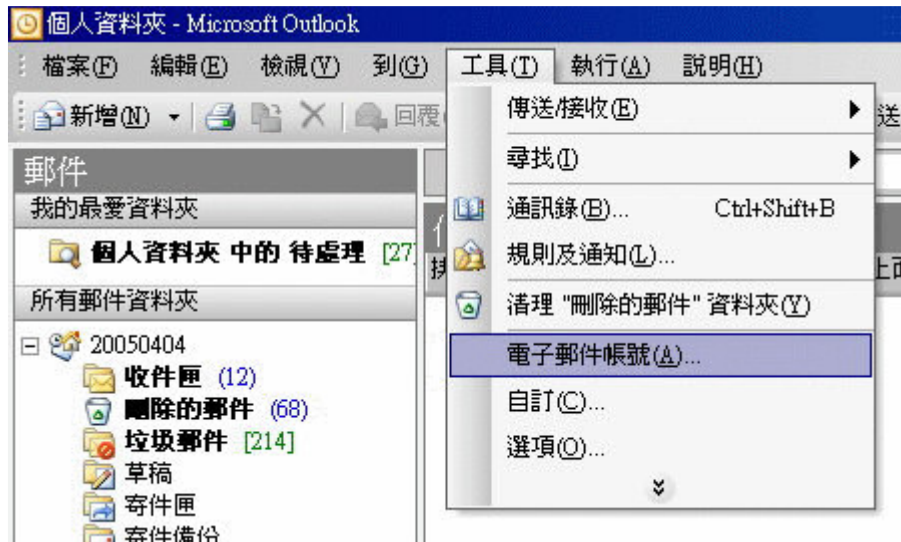 個人資料夾 - Microsoft Outlook
檔案(F) 編輯(E) 檢視(V) 到(G) 工具(T) 執行(A) 說明(H)
新增(N) 回覆 送
傳送/接收(E)
尋找(I)
通訊錄(B)... Ctrl+Shift+B
規則及通知(L)...
清理 "刪除的郵件" 資料夾(Y)
電子郵件帳號(A)...
自訂(C)...
選項(O)...
郵件
我的最愛資料夾
個人資料夾 中的 待處理 [27
所有郵件資料夾
20050404
收件匣 (12)
刪除的郵件 (68)
垃圾郵件 [214]
草稿
寄件匣
寄件備份